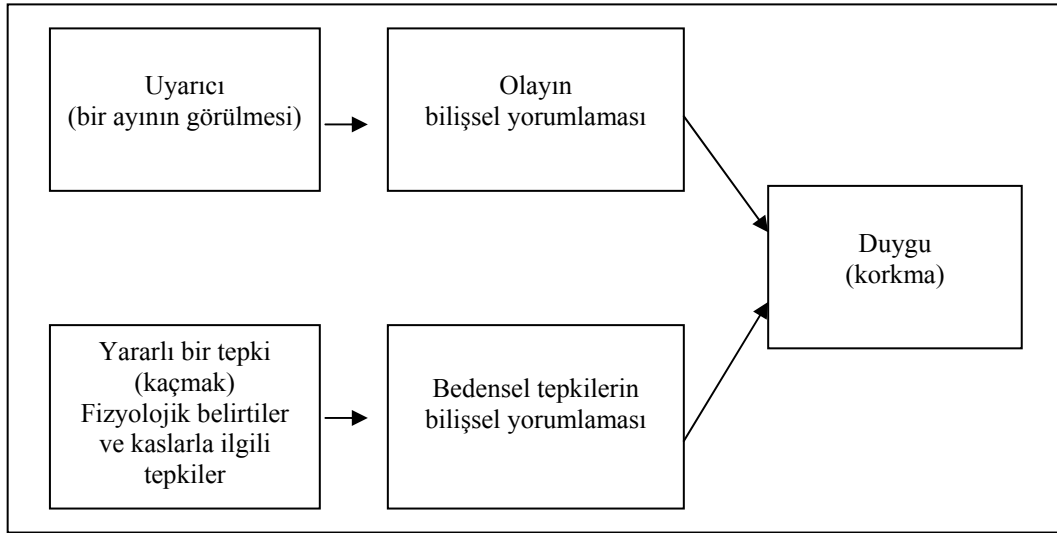 Uyarıcı
(bir ayının görülmesi)
Olayın
bilişsel yorumlaması
Duygu
(korkma)
Yararlı bir tepki
(kaçmak)
Fizyolojik belirtiler
ve kaslarla ilgili
tepkiler
Bedensel tepkilerin
bilişsel yorumlaması